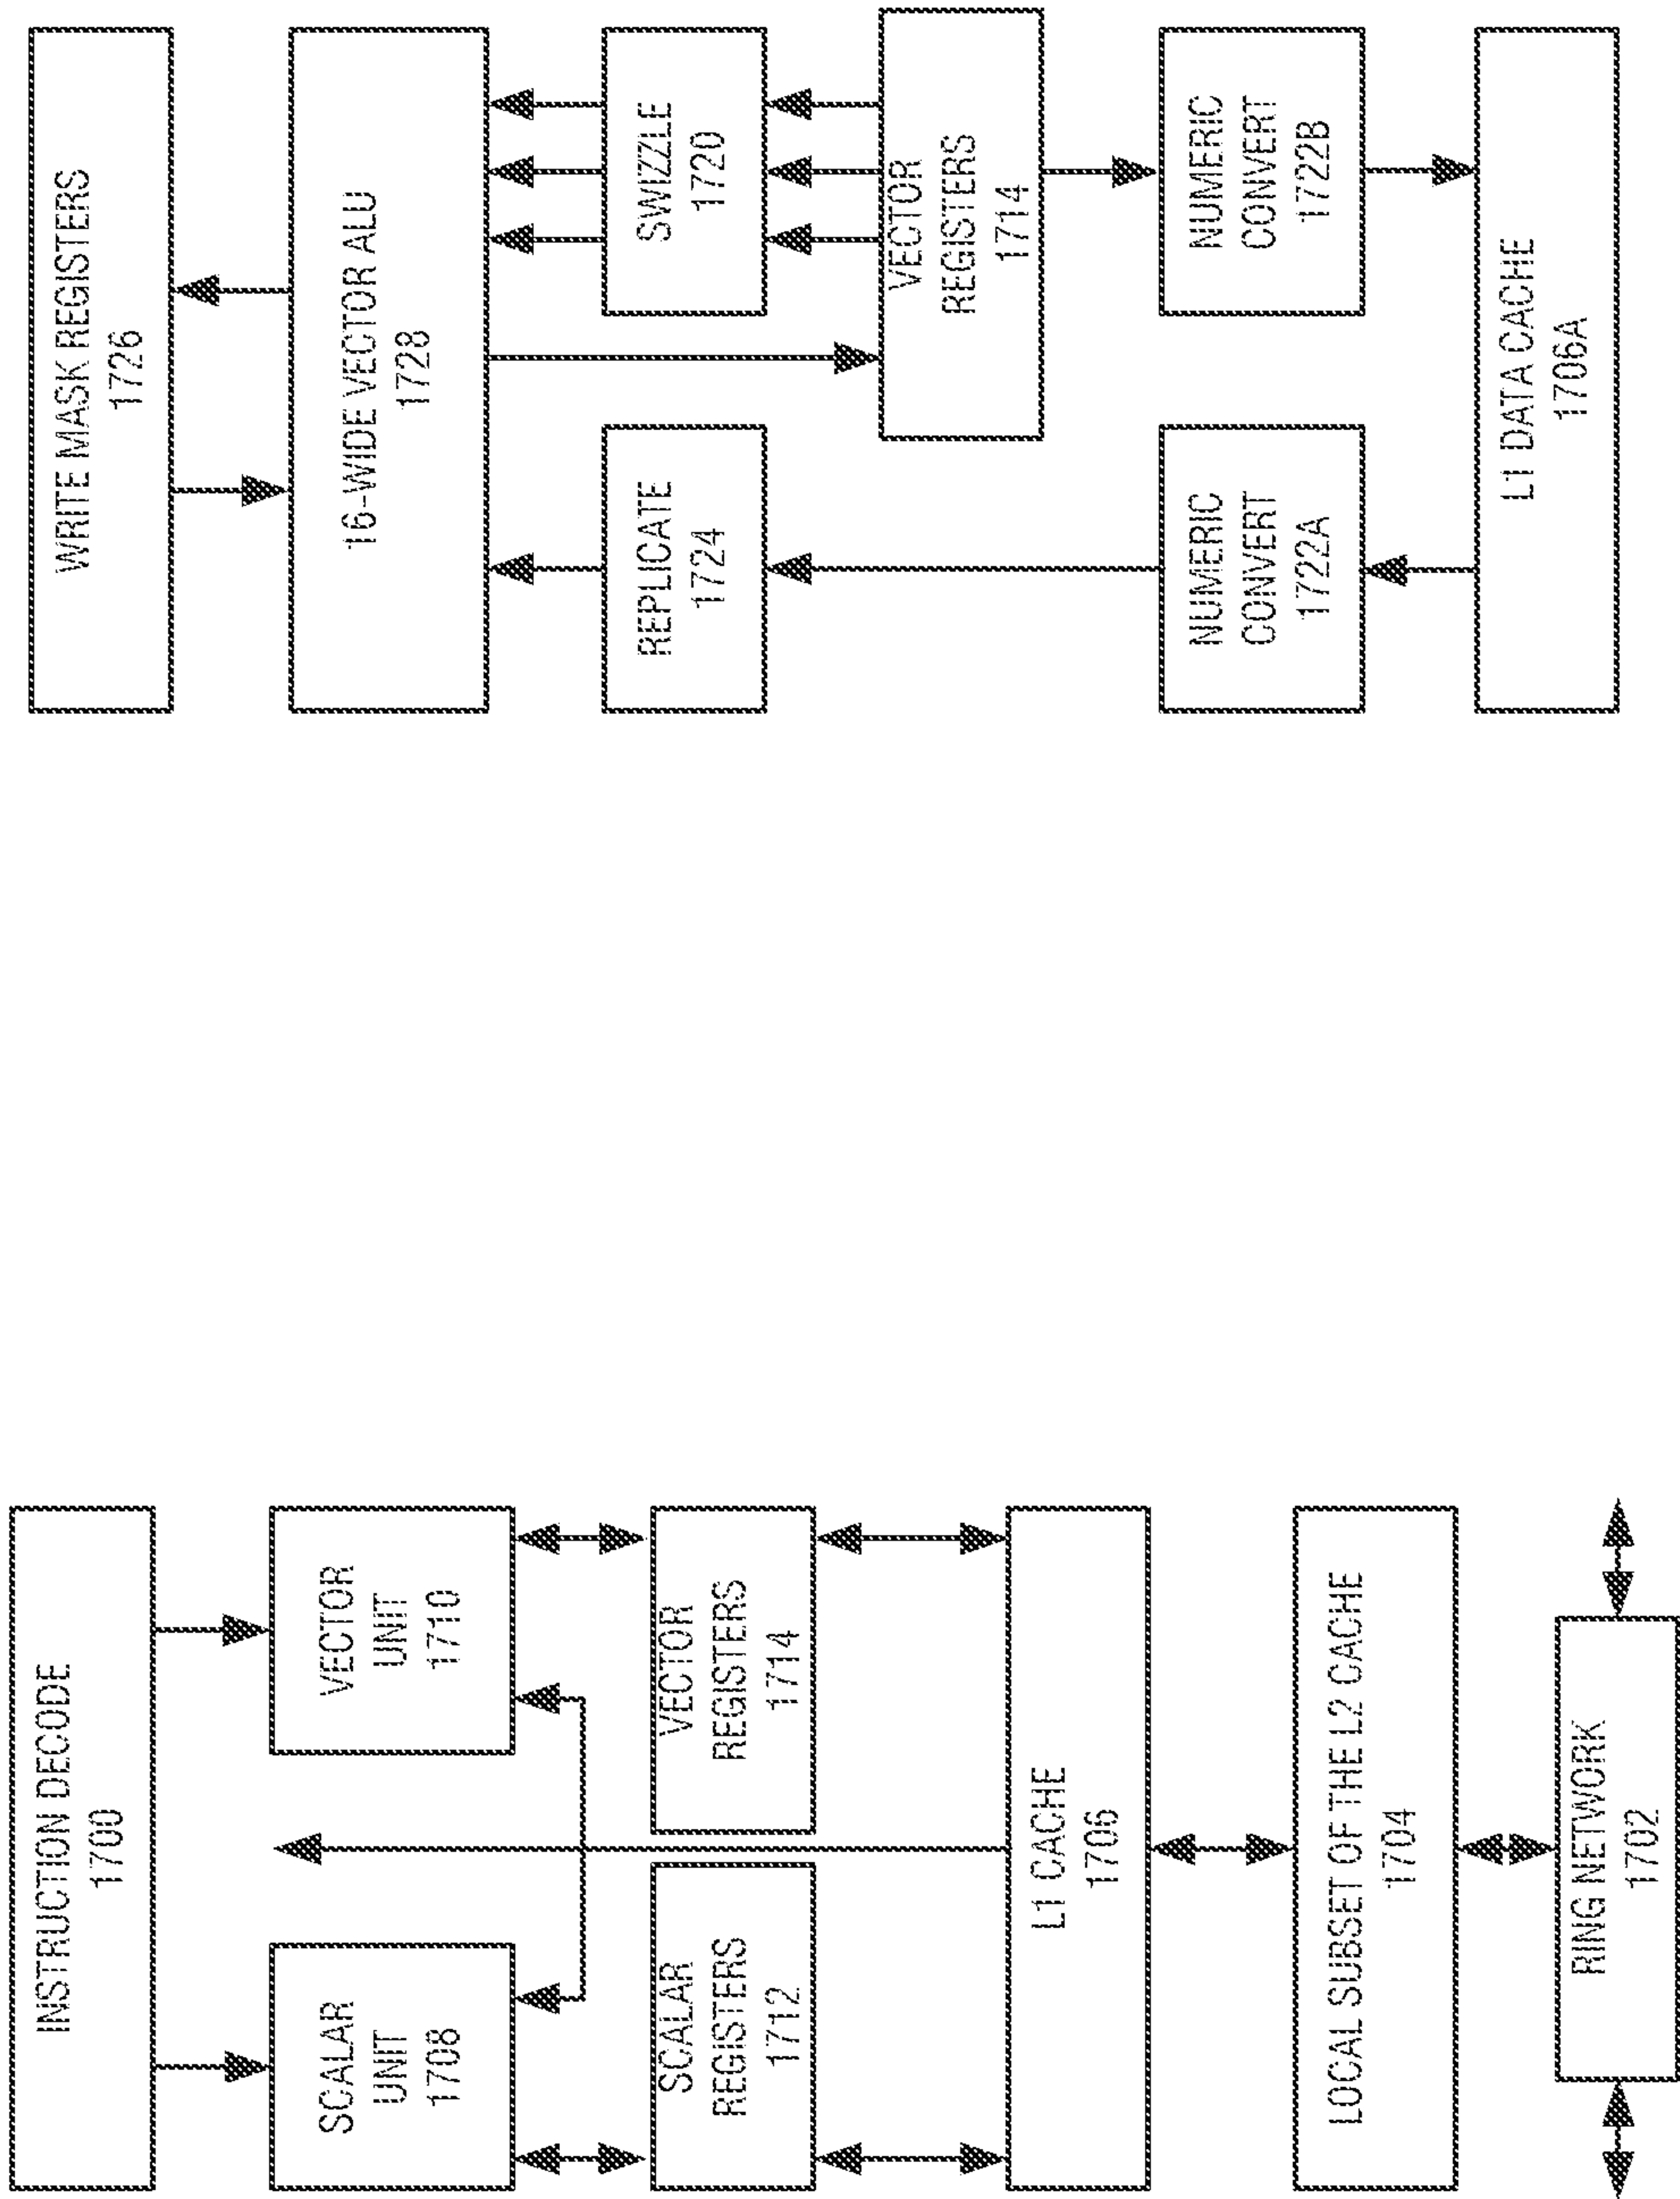 INSTRUCTION DECODE
1700
SCALAR
UNIT
1708
VECTOR
UNIT
1710
SCALAR
REGISTERS
1712
VECTOR
REGISTERS
1714
L1 CACHE
1706
LOCAL SUBSET OF THE L2 CACHE
1704
RING NETWORK
1702
WRITE MASK REGISTERS
1726
16-WIDE VECTOR ALU
1728
REPLICATE
1724
SWIZZLE
1720
VECTOR
REGISTERS
1714
NUMERIC
CONVERT
1722A
NUMERIC
CONVERT
1722B
L1 DATA CACHE
1706A